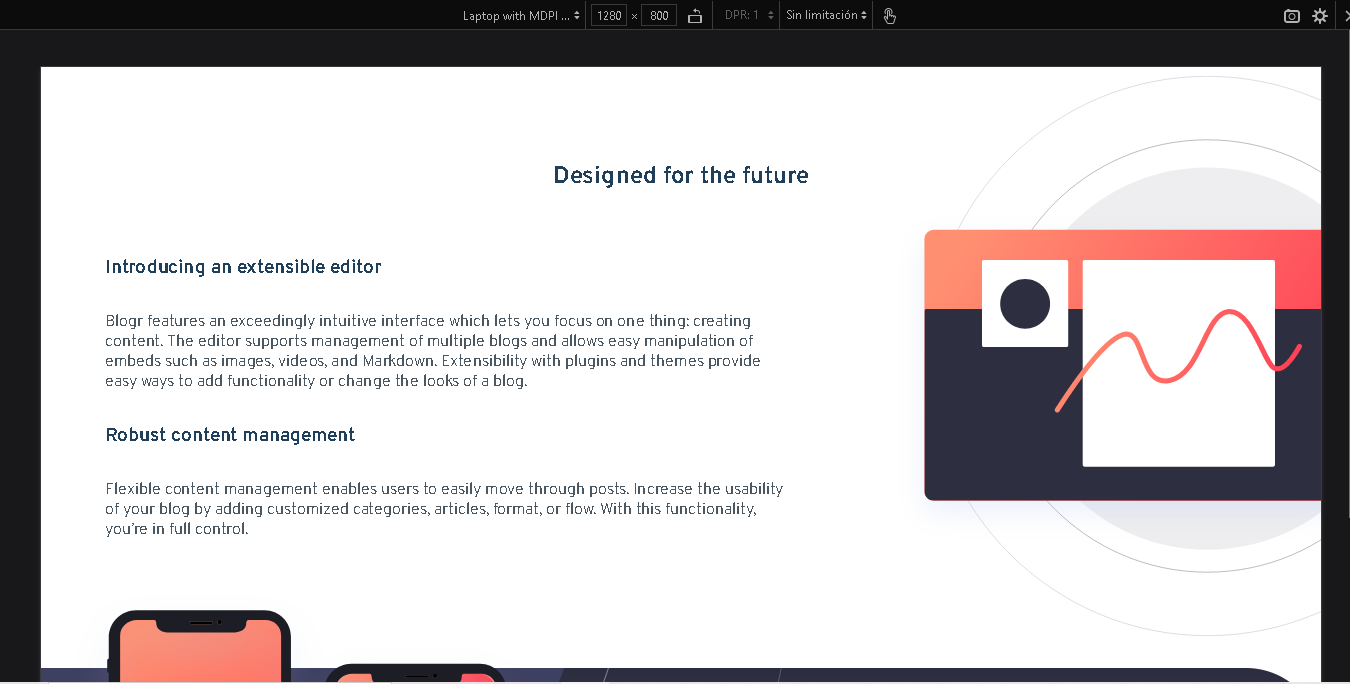 Laptop with MDPI ... 1280 × 800 DPR: 1 Sin limitación
Designed for the future
Introducing an extensible editor
Blogr features an exceedingly intuitive interface which lets you focus on one thing: creating
content. The editor supports management of multiple blogs and allows easy manipulation of
embeds such as images, videos, and Markdown. Extensibility with plugins and themes provide
easy ways to add functionality or change the looks of a blog.
Robust content management
Flexible content management enables users to easily move through posts. Increase the usability
of your blog by adding customized categories, articles, format, or flow. With this functionality,
you’re in full control.